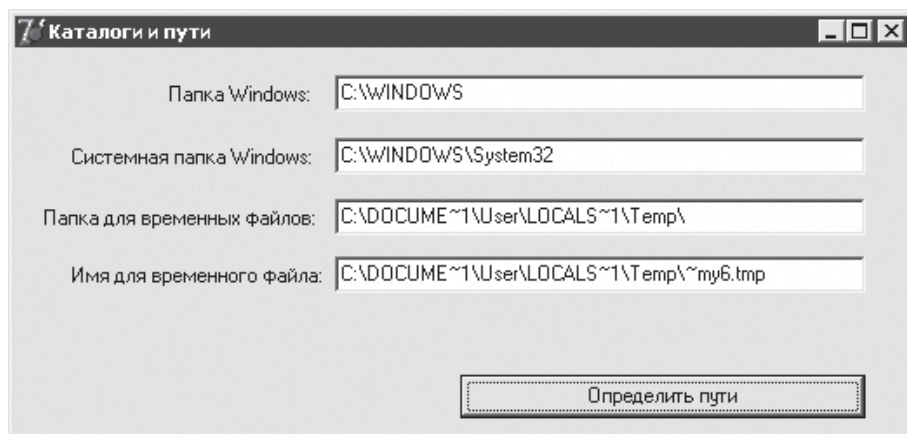 Каталоги и пути
Папка Windows: C:\WINDOWS
Системная папка Windows: C:\WINDOWS\System32
Папка для временных файлов: C:\DOCUME~1\User\LOCALS~1\Temp\
Имя для временного файла: C:\DOCUME~1\User\LOCALS~1\Temp\~my6.tmp
Определить пути